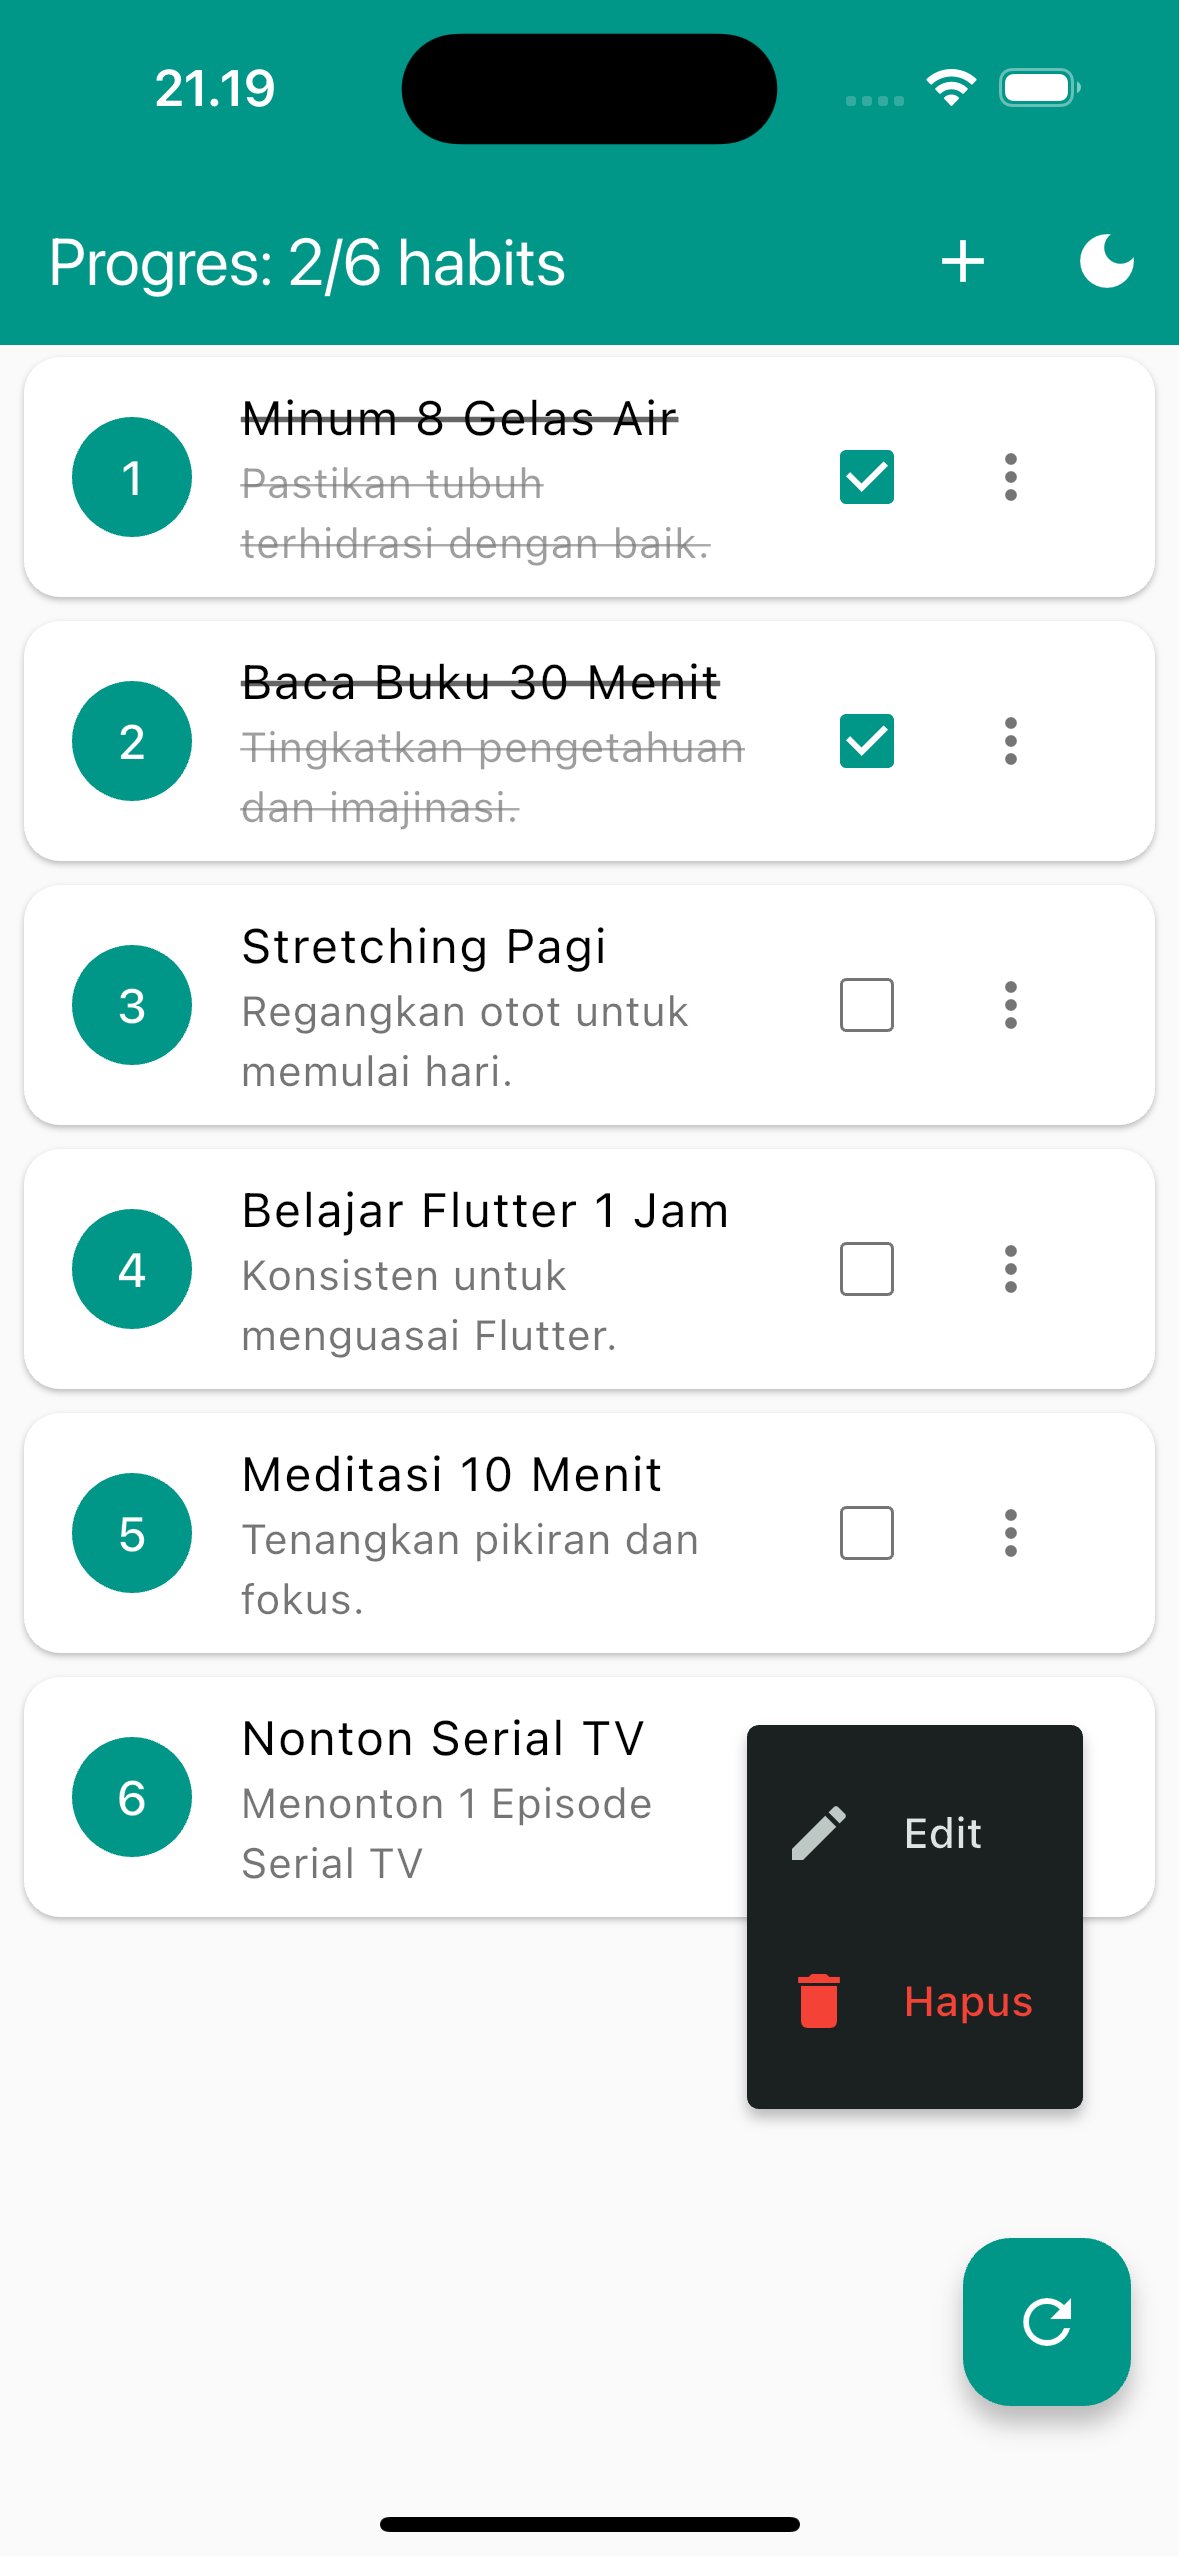 21.19
Progres: 2/6 habits
1
Minum 8 Gelas Air
Pastikan tubuh
terhidrasi dengan baik.
2
Baca Buku 30 Menit
Tingkatkan pengetahuan
dan imajinasi.
3
Stretching Pagi
Regangkan otot untuk
memulai hari.
4
Belajar Flutter 1 Jam
Konsisten untuk
menguasai Flutter.
5
Meditasi 10 Menit
Tenangkan pikiran dan
fokus.
6
Nonton Serial TV
Menonton 1 Episode
Serial TV
Edit
Hapus